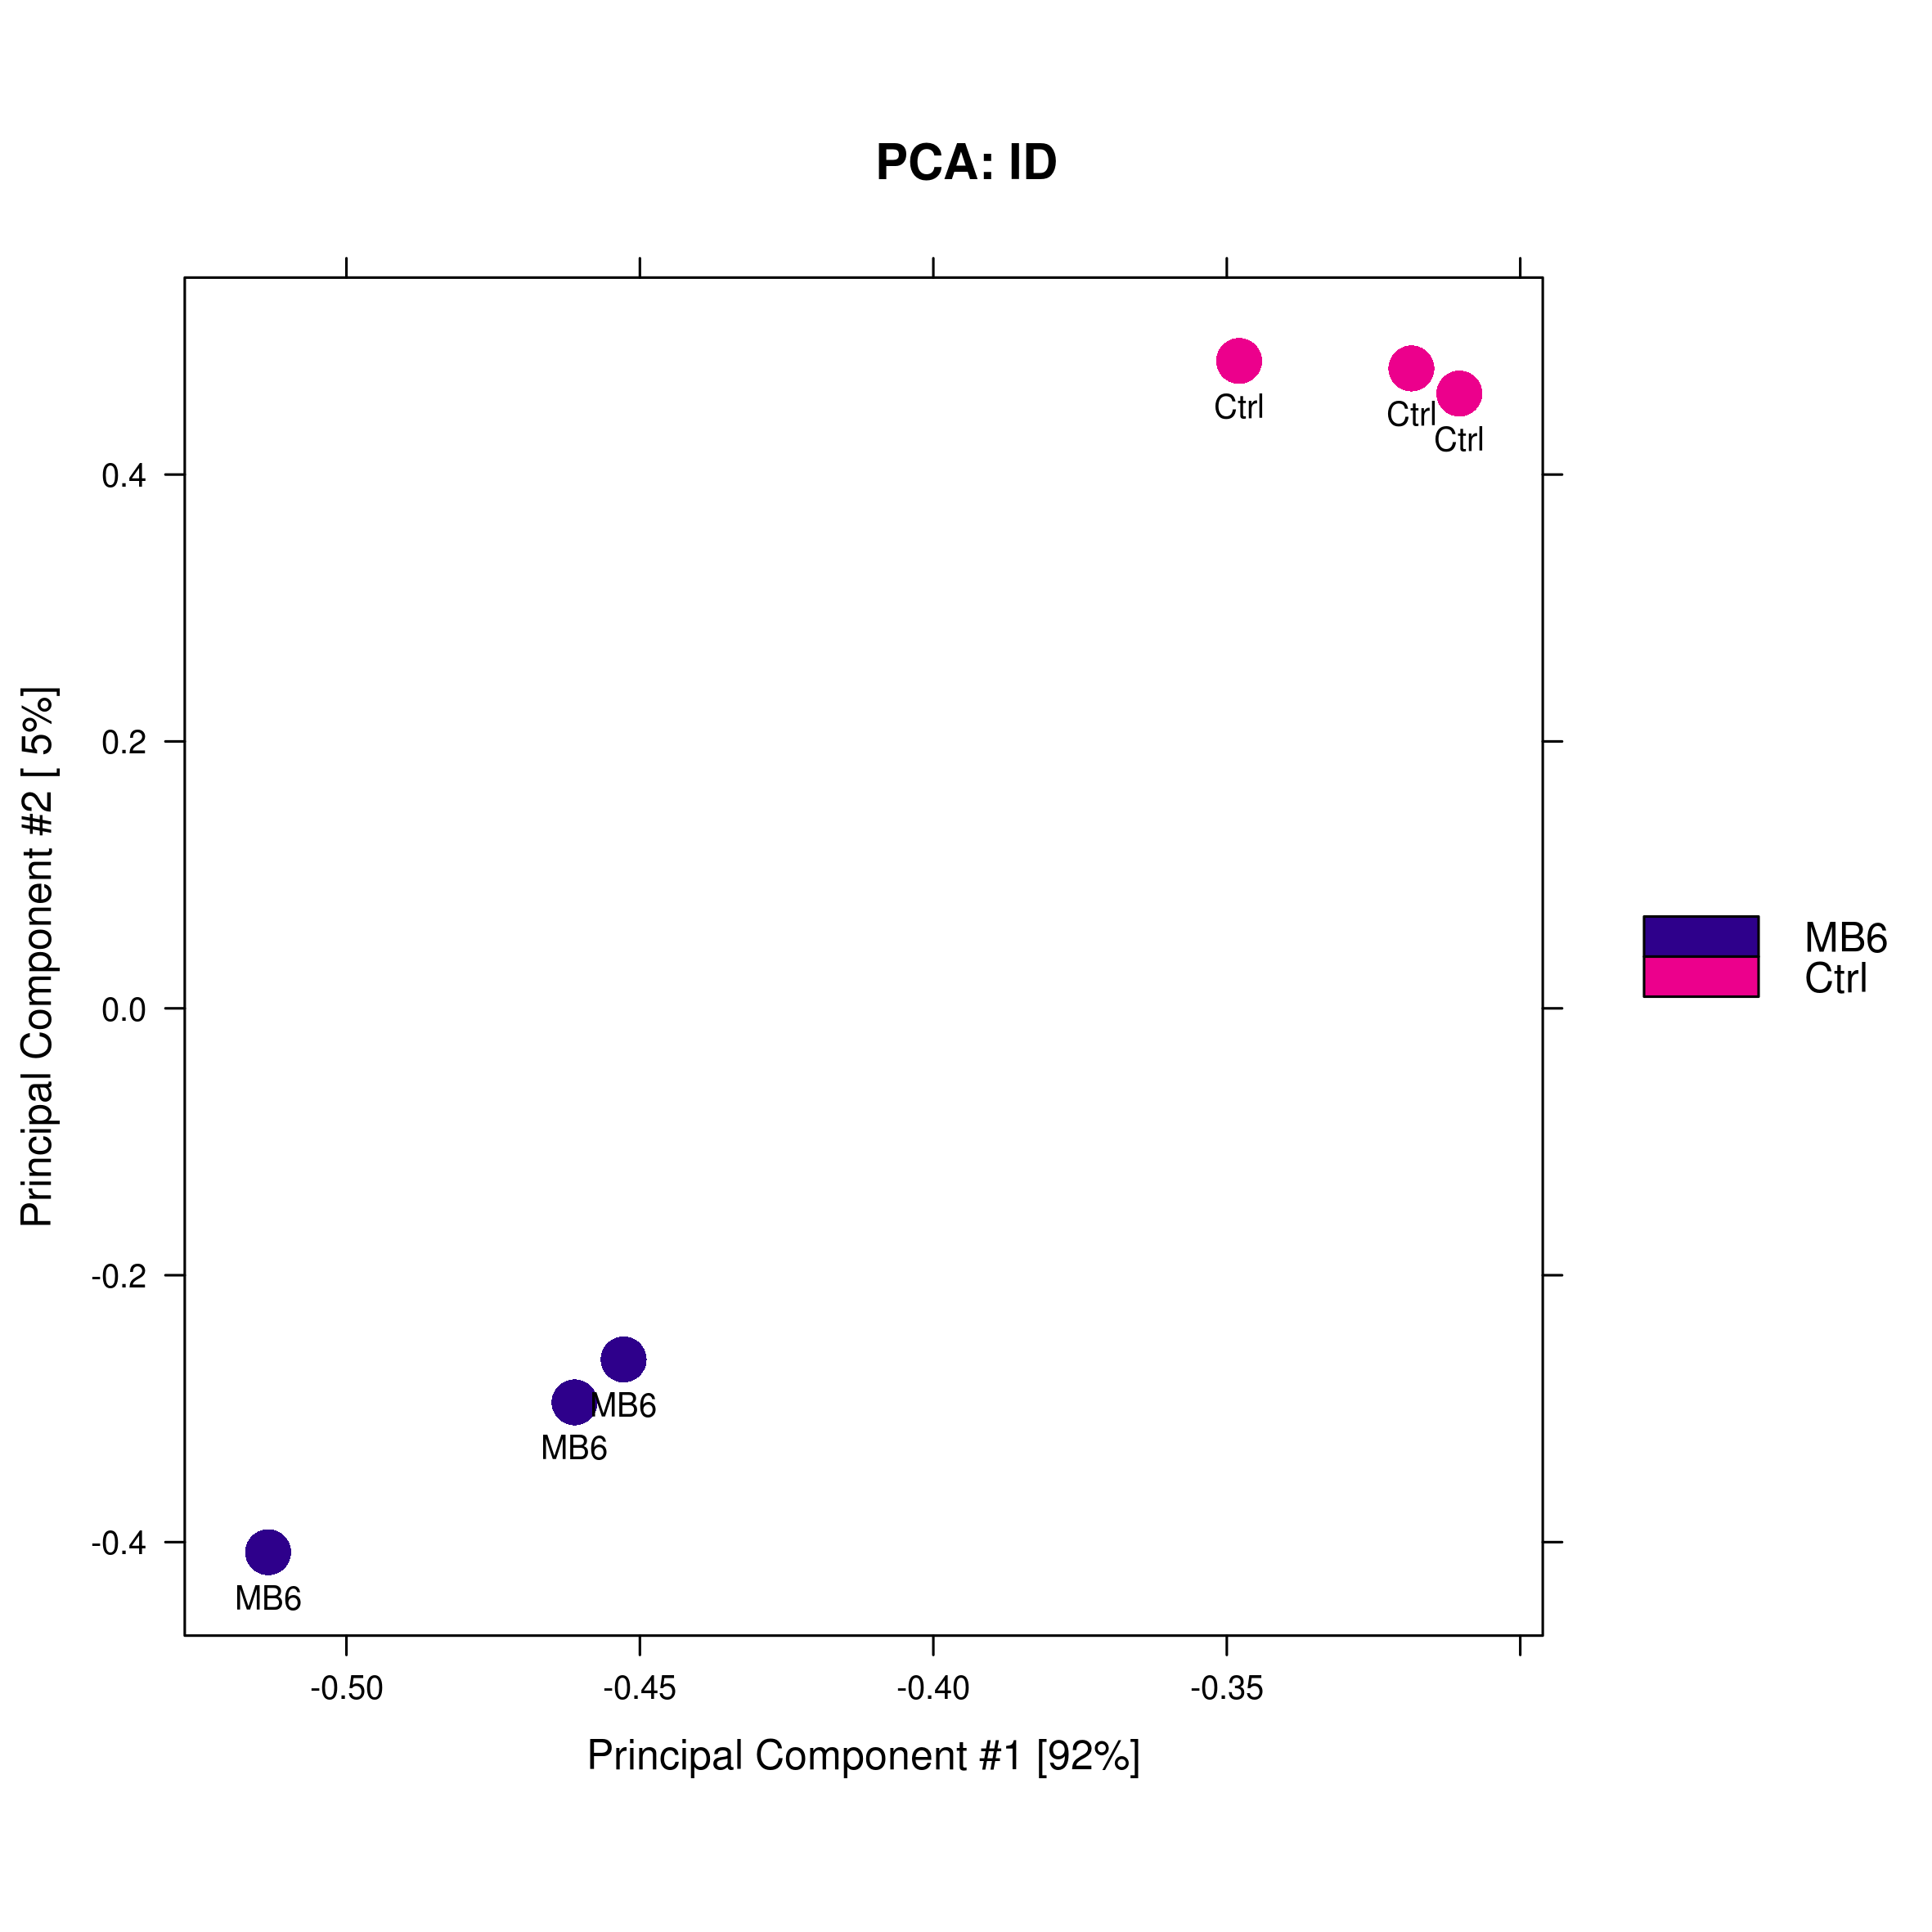 PCA: ID
Ctrl
Ctrl
Ctrl
0.4
0.2
0.0
-0.2
-0.4
Principal Component #2 [ 5%]
MB6
Ctrl
MB6
MB6
MB6
-0.50
-0.45
-0.40
-0.35
Principal Component #1 [92%]